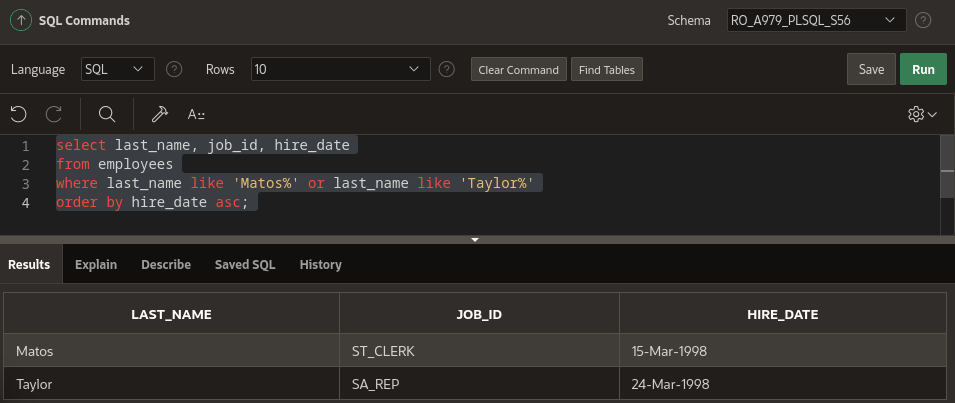 SQL Commands
Schema RO_A979_PLSQL_S56 ?
Language SQL ? Rows 10 ? Clear Command Find Tables Save Run
A::
1 select last_name, job_id, hire_date
2 from employees
3 where last_name like 'Matos%' or last_name like 'Taylor%'
4 order by hire_date asc;
Results Explain Describe Saved SQL History
LAST_NAME JOB_ID HIRE_DATE
Matos ST_CLERK 15-Mar-1998
Taylor SA_REP 24-Mar-1998